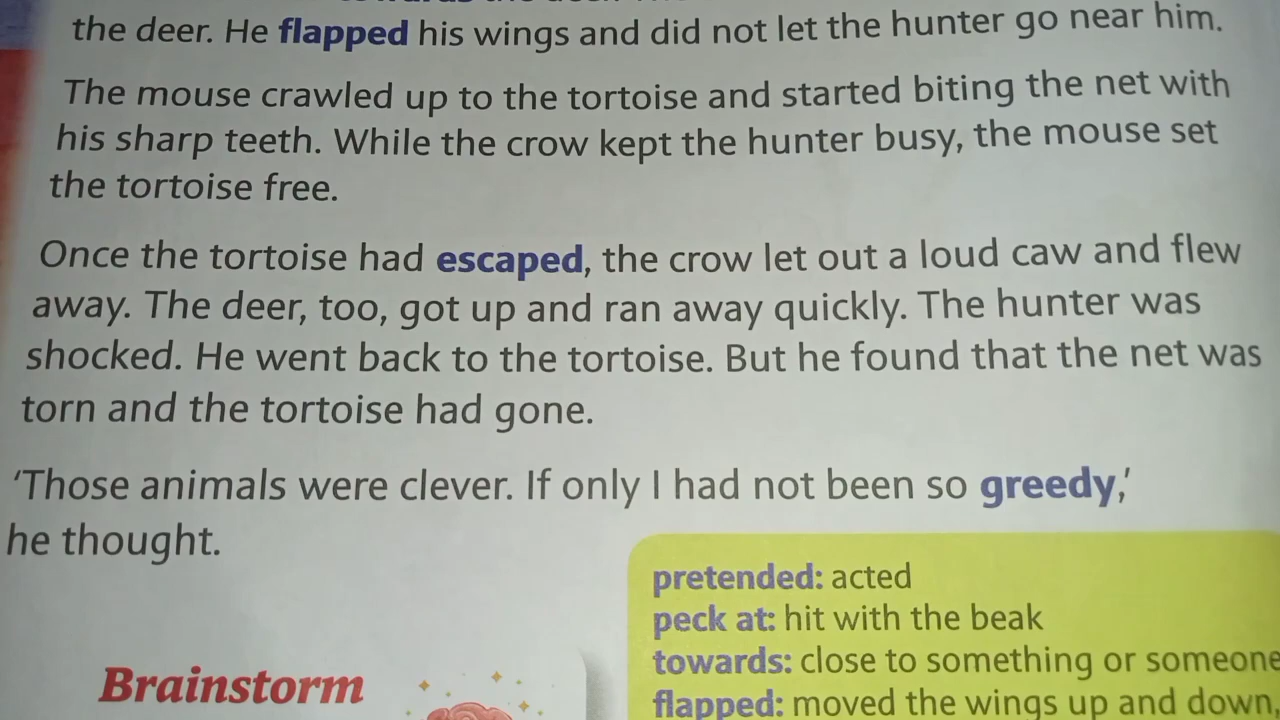 the deer. He flapped his wings and did not let the hunter go near him.
The mouse crawled up to the tortoise and started biting the net with
his sharp teeth. While the crow kept the hunter busy, the mouse set
the tortoise free.
Once the tortoise had escaped, the crow let out a loud caw and flew
away. The deer, too, got up and ran away quickly. The hunter was
shocked. He went back to the tortoise. But he found that the net was
torn and the tortoise had gone.
‘Those animals were clever. If only I had not been so greedy,’
he thought.
pretended: acted
peck at: hit with the beak
towards: close to something or someone
flapped: moved the wings up and down.
Brainstorm